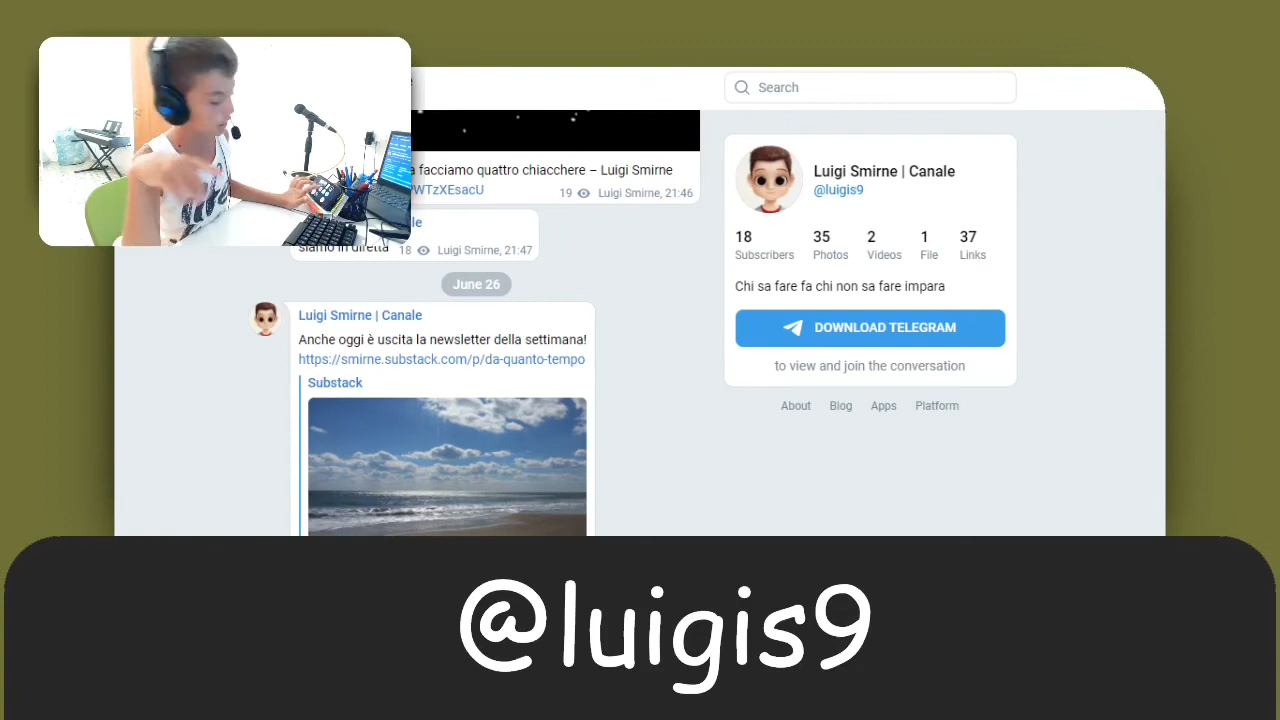 Search
a facciamo quattro chiacchere – Luigi Smirne
WTzXEsacU
19 Luigi Smirne, 21:46
le
siamo in diretta 18 Luigi Smirne, 21:47
June 26
Luigi Smirne | Canale
Anche oggi è uscita la newsletter della settimana!
https://smirne.substack.com/p/da-quanto-tempo
Substack
Luigi Smirne | Canale
@luigis9
18 35 2 1 37
Subscribers Photos Videos File Links
Chi sa fare fa chi non sa fare impara
DOWNLOAD TELEGRAM
to view and join the conversation
About Blog Apps Platform
@luigis9